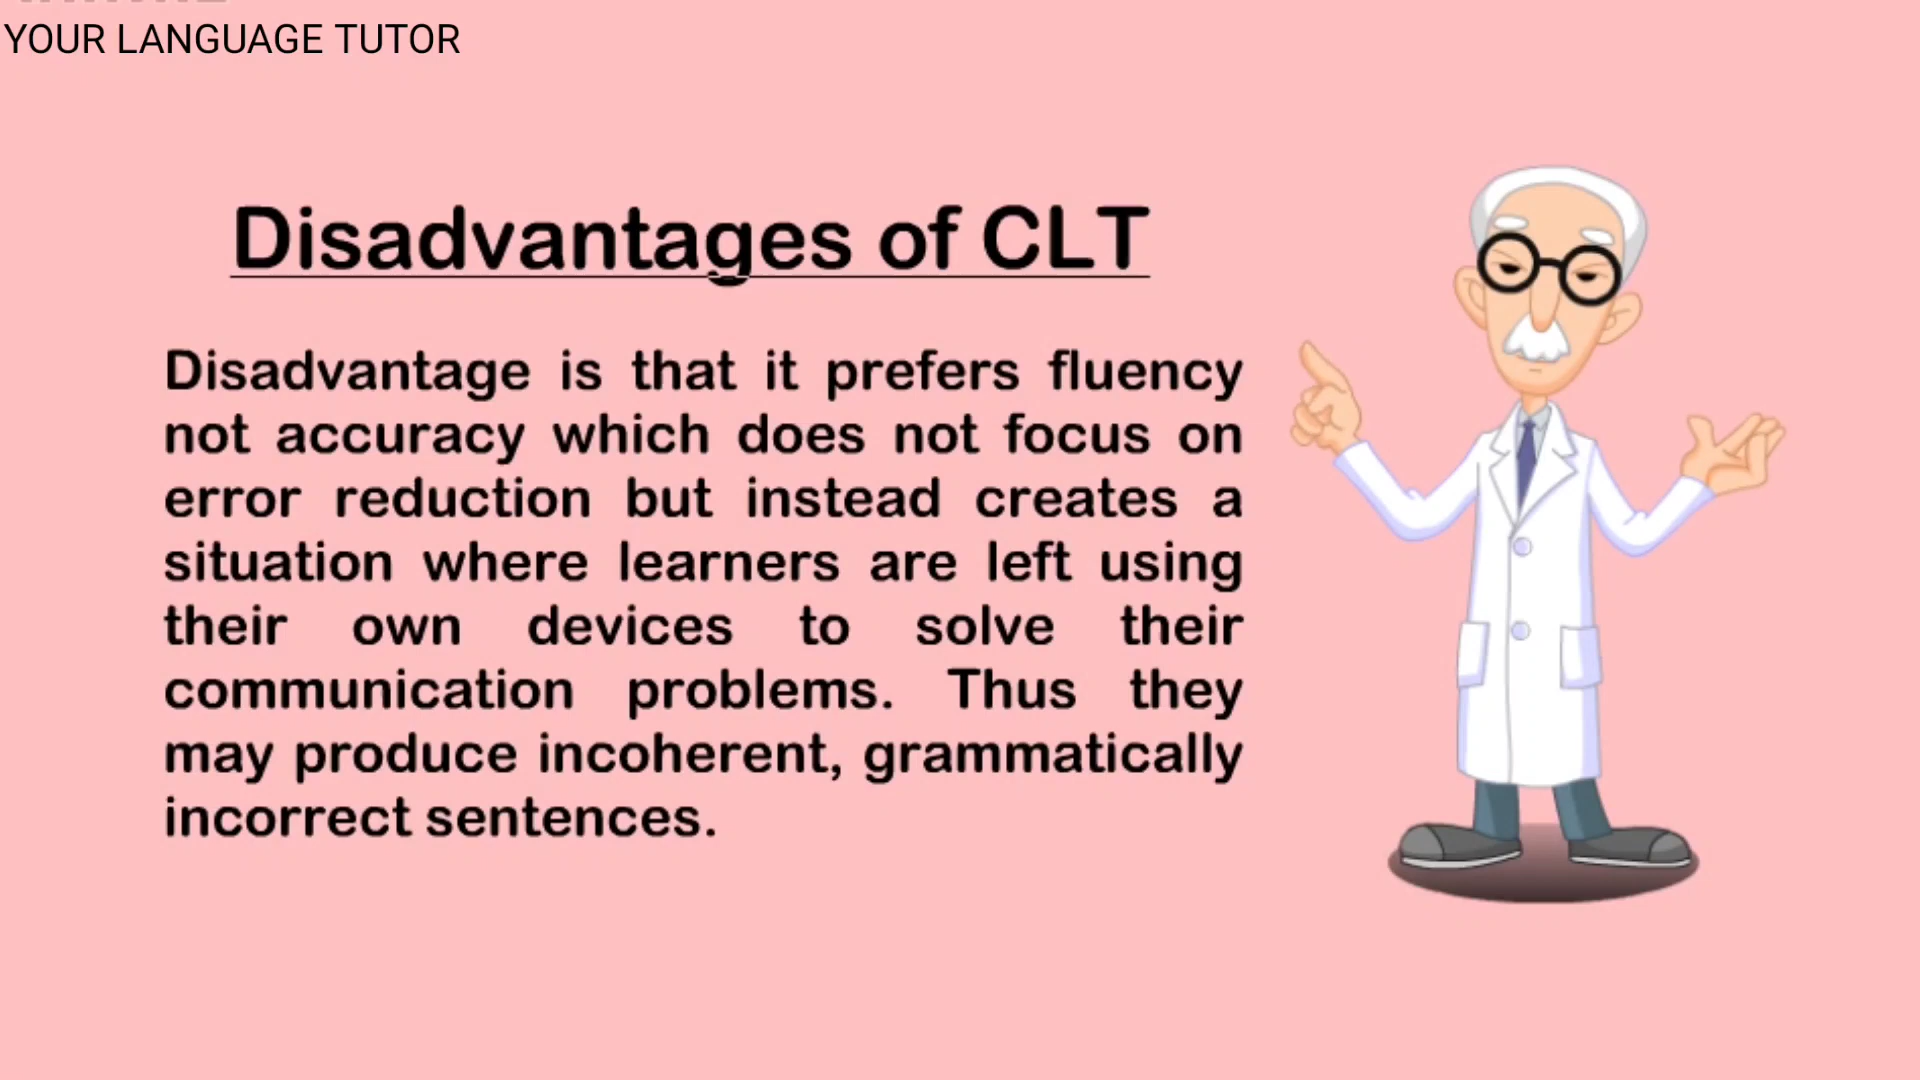 YOUR LANGUAGE TUTOR
Disadvantages of CLT
Disadvantage is that it prefers fluency
not accuracy which does not focus on
error reduction but instead creates a
situation where learners are left using
their own devices to solve their
communication problems. Thus they
may produce incoherent, grammatically
incorrect sentences.